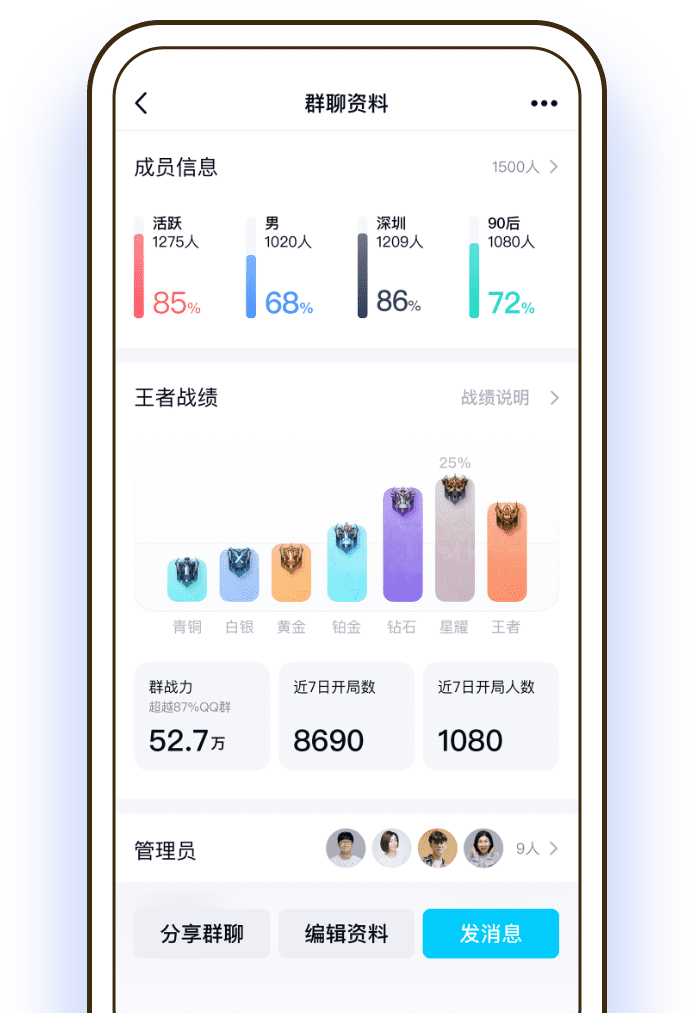 群聊资料
成员信息
1500人
活跃
1275人
85%
男
1020人
68%
深圳
1209人
86%
90后
1080人
72%
王者战绩
战绩说明
25%
青铜
白银
黄金
铂金
钻石
星耀
王者
群战力
超越87%QQ群
52.7万
近7日开局数
8690
近7日开局人数
1080
管理员
9人
分享群聊
编辑资料
发消息